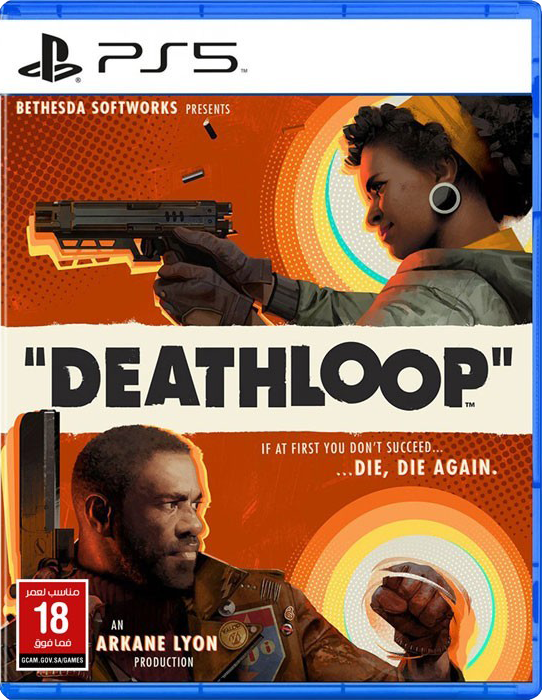 PS5
BETHESDA SOFTWORKS PRESENTS
"DEATHLOOP"
TM
IF AT FIRST YOU DON'T SUCCEED...
...DIE, DIE AGAIN.
مناسب لعمر
18
فما فوق
GCAM.GOV.SA/GAMES
AN
ARKANE LYON
PRODUCTION